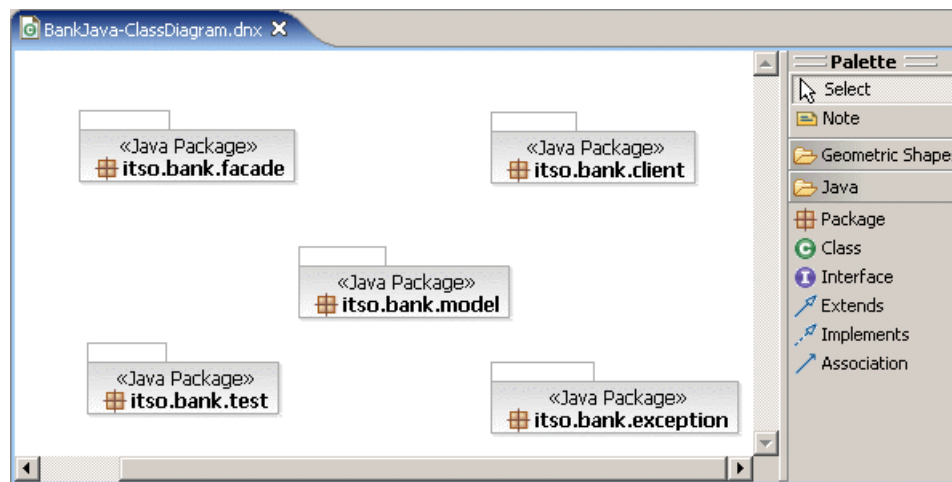 BankJava-ClassDiagram.dnx
Palette
Select
Note
Geometric Shape
Java
Package
Class
Interface
Extends
Implements
Association
«Java Package»
itso.bank.facade
«Java Package»
itso.bank.client
«Java Package»
itso.bank.model
«Java Package»
itso.bank.test
«Java Package»
itso.bank.exception